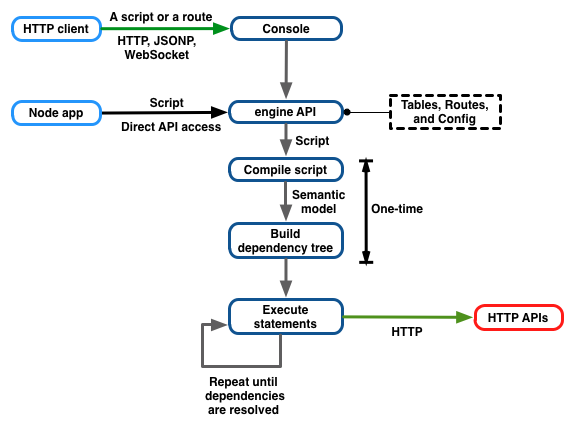 HTTP client
A script or a route
HTTP, JSONP,
WebSocket
Console
Node app
Script
Direct API access
engine API
Tables, Routes,
and Config
Script
Compile script
Semantic
model
One-time
Build
dependency tree
Execute
statements
HTTP
HTTP APIs
Repeat until
dependencies
are resolved